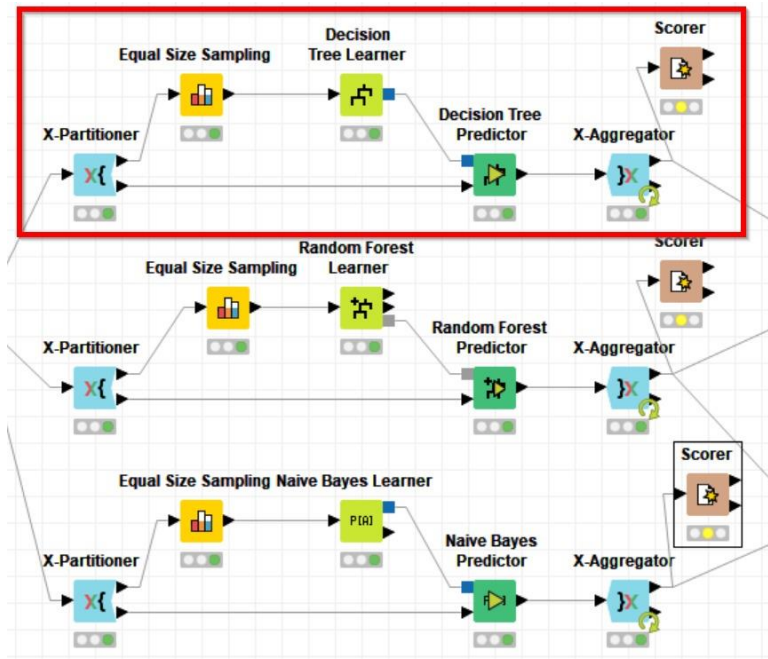 Decision
Tree Learner
Scorer
Equal Size Sampling
Decision Tree
Predictor
X-Partitioner
X-Aggregator
X{
}X
Random Forest
Learner
Scorer
Equal Size Sampling
Random Forest
Predictor
X-Partitioner
X-Aggregator
X{
}X
Scorer
Equal Size Sampling
Naive Bayes Learner
P[A]
Naive Bayes
Predictor
X-Partitioner
X-Aggregator
X{
}X